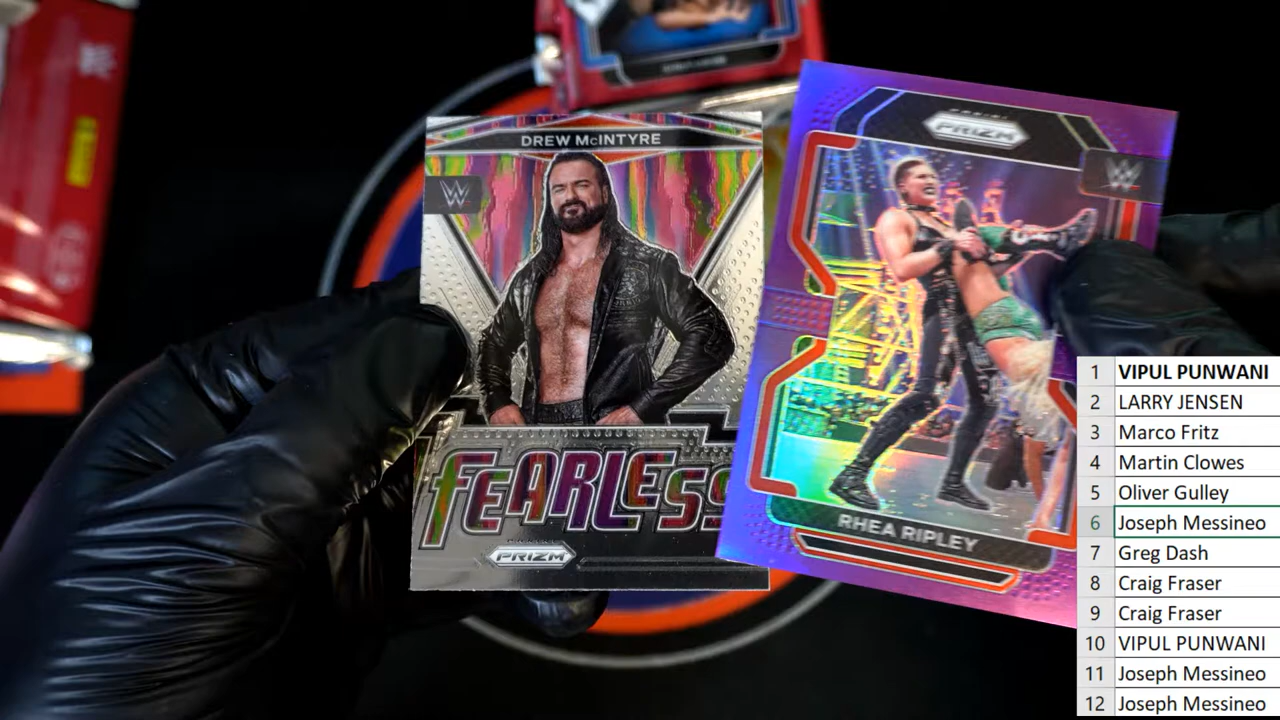 DREW McINTYRE
W
FEARLESS
PRIZM
PANINI
PRIZM
W
RHEA RIPLEY
1 VIPUL PUNWANI
2 LARRY JENSEN
3 Marco Fritz
4 Martin Clowes
5 Oliver Gulley
6 Joseph Messineo
7 Greg Dash
8 Craig Fraser
9 Craig Fraser
10 VIPUL PUNWANI
11 Joseph Messineo
12 Joseph Messineo